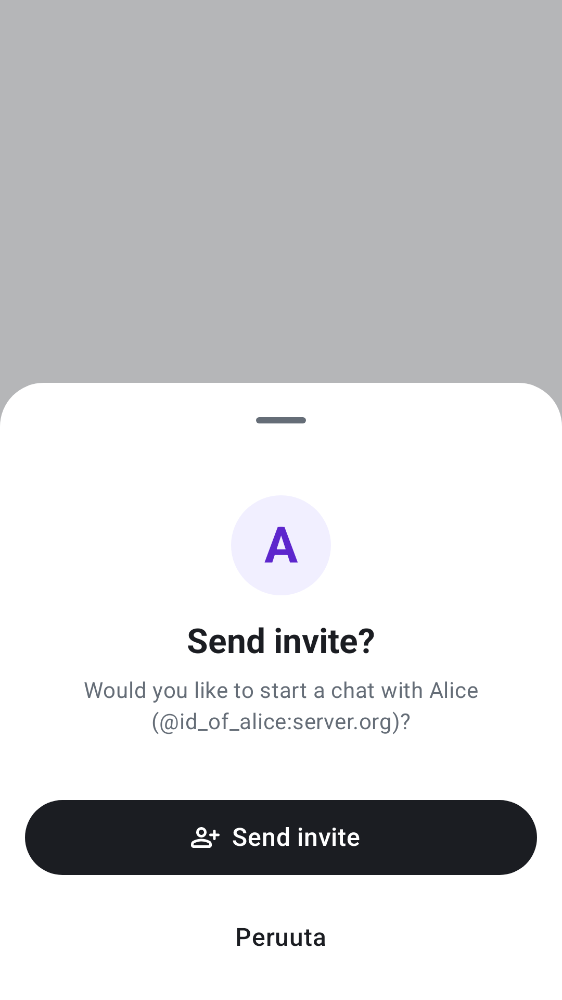 A
Send invite?
Would you like to start a chat with Alice
(@id_of_alice:server.org)?
Send invite
Peruuta